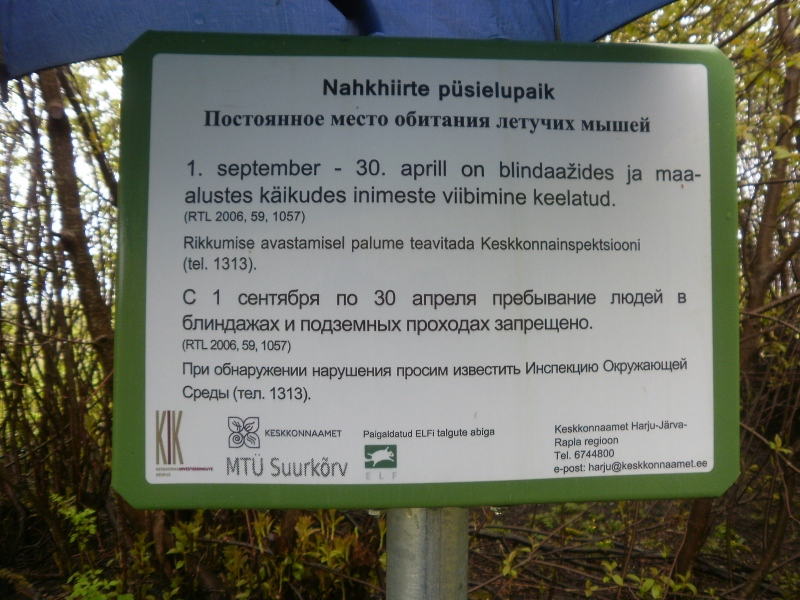 Nahkhiirte püsielupaik
Постоянное место обитания летучих мышей
1. september - 30. aprill on blindaažides ja maa-
alustes käikudes inimeste viibimine keelatud.
(RTL 2006, 59, 1057)
Rikkumise avastamisel palume teavitada Keskkonnainspektsiooni
(tel. 1313).
С 1 сентября по 30 апреля пребывание людей в
блиндажах и подземных проходах запрещено.
(RTL 2006, 59, 1057)
При обнаружении нарушения просим известить Инспекцию Окружающей
Среды (тел. 1313).
KIK
KESKKONNAINVESTEERINGUTE
KESKUS
KESKKONNAAMET
MTÜ Suurkõrv
Paigaldatud ELFi talgute abiga
ELF
Keskkonnaamet Harju-Järva-
Rapla regioon
Tel. 6744800
e-post: harju@keskkonnaamet.ee